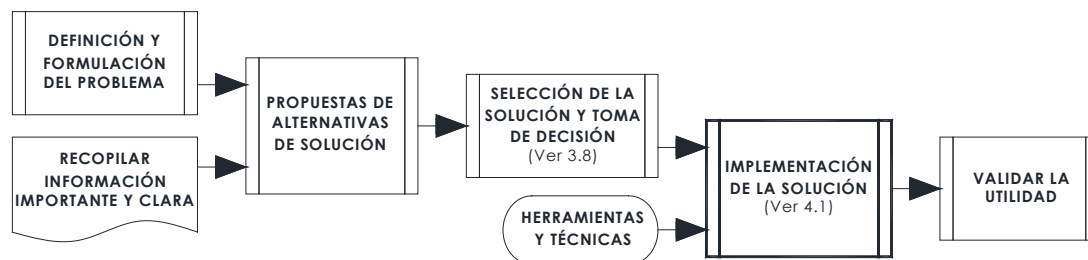 DEFINICIÓN Y
FORMULACIÓN
DEL PROBLEMA
RECOPILAR
INFORMACIÓN
IMPORTANTE Y CLARA
PROPUESTAS DE
ALTERNATIVAS
DE SOLUCIÓN
SELECCIÓN DE LA
SOLUCIÓN Y TOMA
DE DECISIÓN
(Ver 3.8)
HERRAMIENTAS
Y TÉCNICAS
IMPLEMENTACIÓN
DE LA SOLUCIÓN
(Ver 4.1)
VALIDAR LA
UTILIDAD